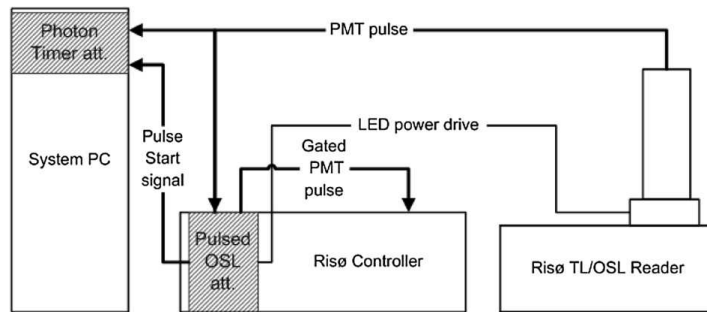 Photon
Timer att.
PMT pulse
LED power drive
Pulse
Start
signal
Gated
PMT
pulse
System PC
Pulsed
OSL
att.
Risø Controller
Risø TL/OSL Reader